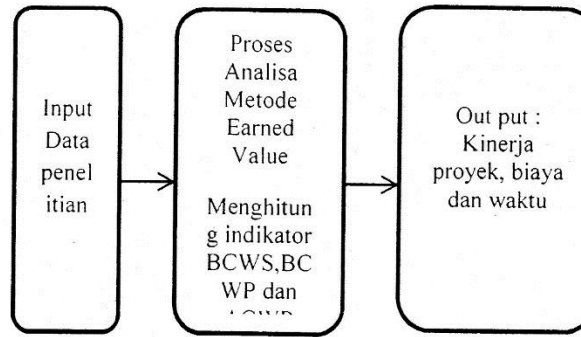 Input
Data
penel
itian
Proses
Analisa
Metode
Earned
Value
Menghitun
g indikator
BCWS,BC
WP dan
Out put :
Kinerja
proyek, biaya
dan waktu